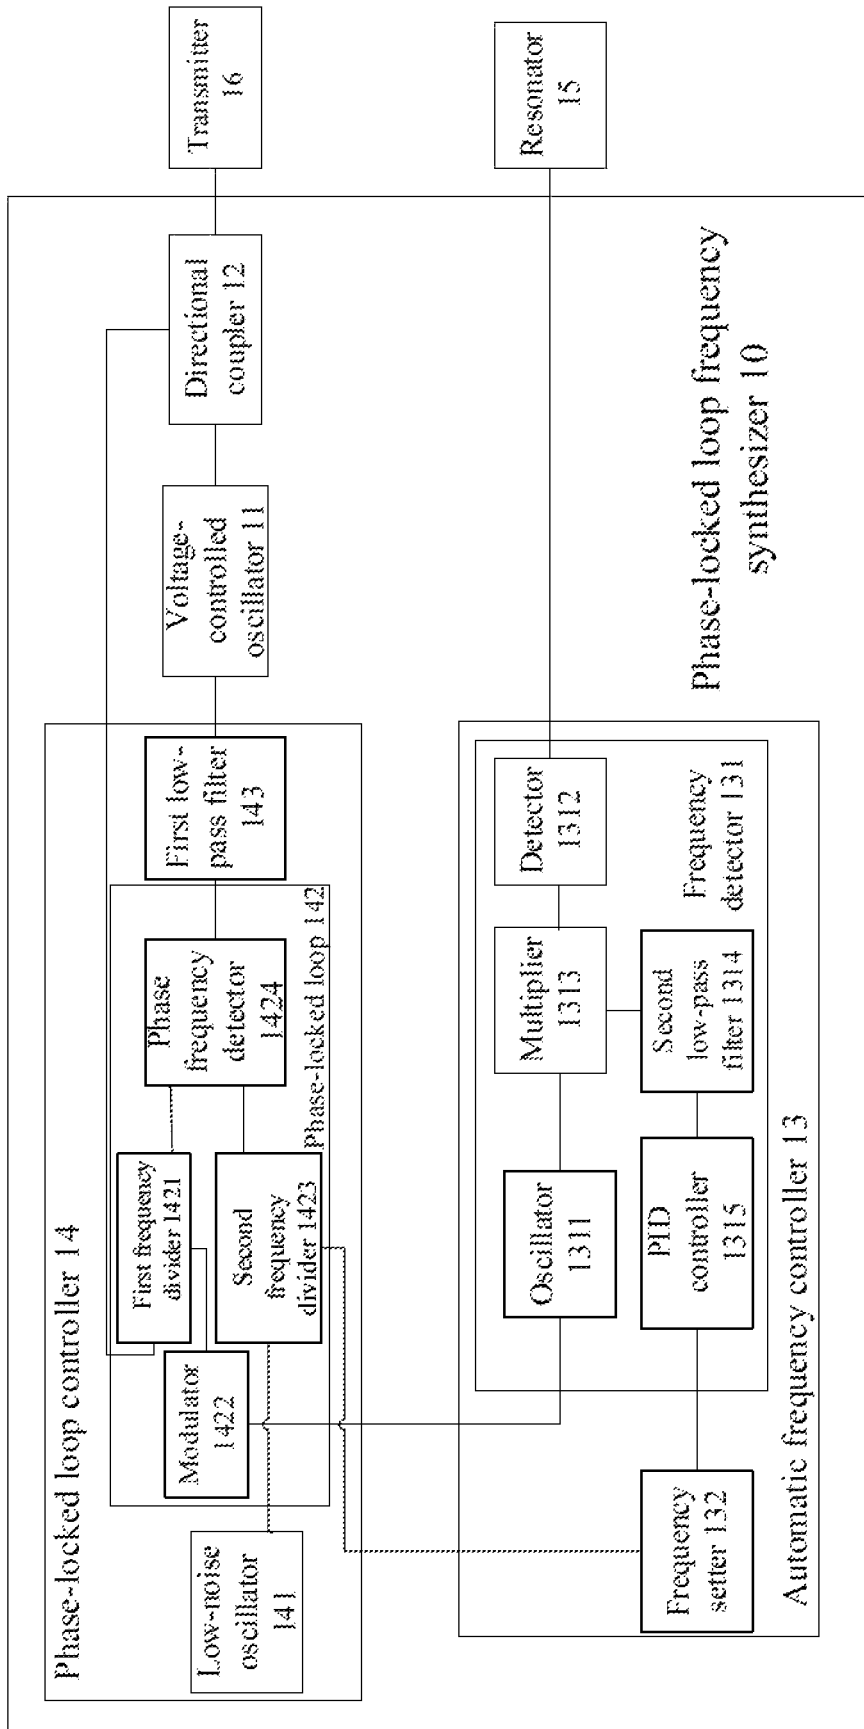 Phase-locked loop controller 14
Low-noise
oscillator
141
Modulator
1422
First frequency
divider 1421
Second
frequency
divider 1423
Phase
frequency
detector
1424
Phase-locked loop 142
First low-
pass filter
143
Voltage-
controlled
oscillator 11
Directional
coupler 12
Transmitter
16
Resonator
15
Oscillator
1311
Multiplier
1313
Detector
1312
Frequency
setter 132
PID
controller
1315
Second
low-pass
filter 1314
Frequency
detector 131
Automatic frequency controller 13
Phase-locked loop frequency
synthesizer 10